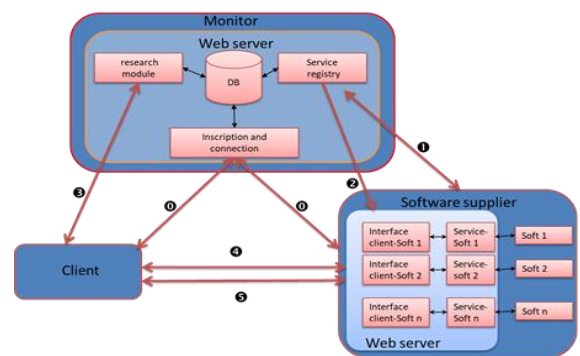 Monitor
Web server
research
module
DB
Service
registry
Inscription and
connection
❶
❷
❸
⓿
⓿
Software supplier
Interface
client-Soft 1
Service-
Soft 1
Soft 1
Interface
client-Soft 2
Service-
soft 2
Soft 2
Interface
client-Soft n
Service-
Soft n
Soft n
Web server
Client
❹
❺